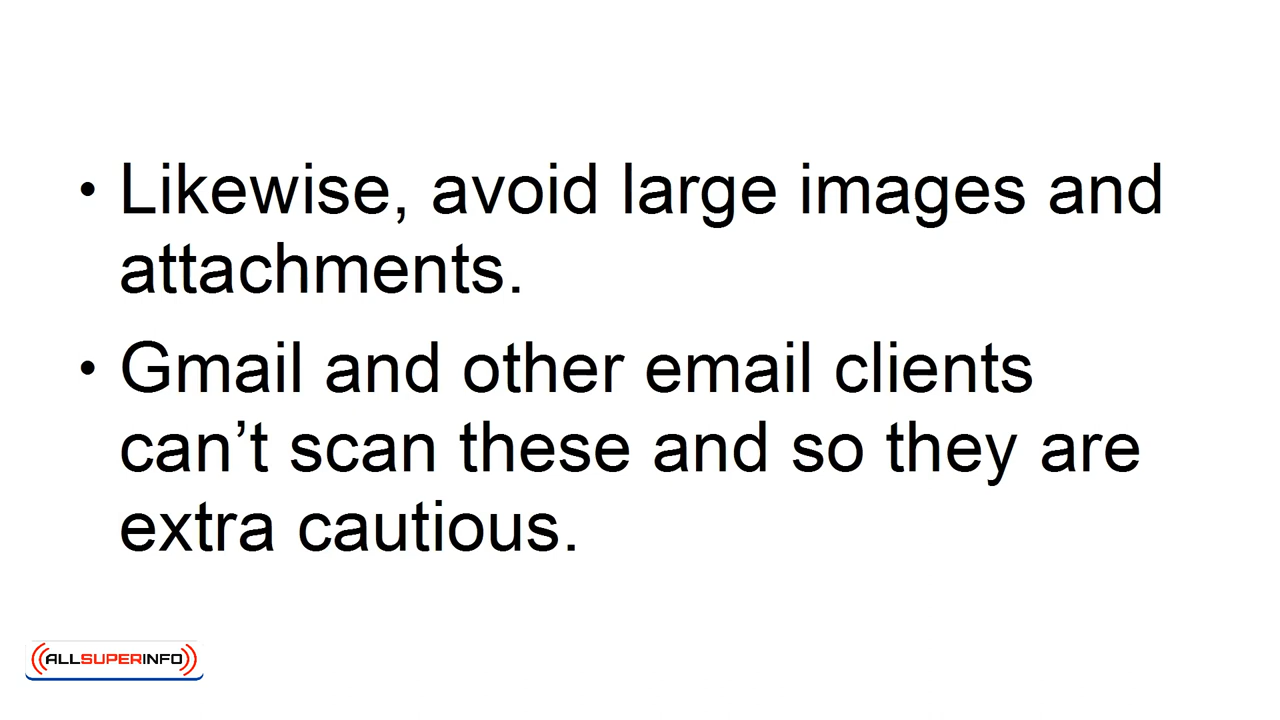 • Likewise, avoid large images and
attachments.
• Gmail and other email clients
can’t scan these and so they are
extra cautious.
ALLSUPERINFO